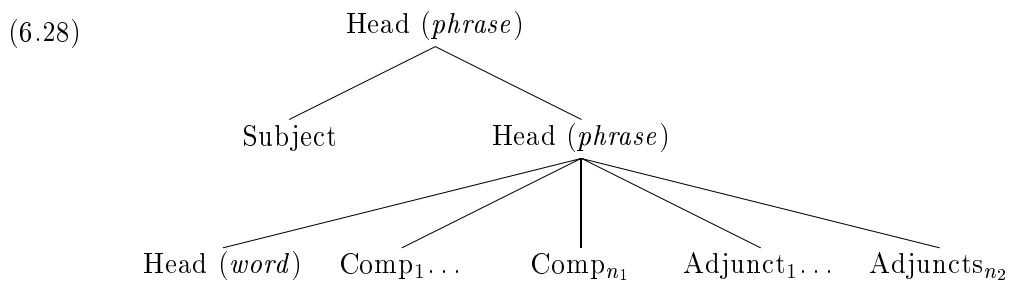 (6.28) Head (phrase)
Subject Head (phrase)
Head (word) Comp₁... Compₙ₁ Adjunct₁... Adjunctsₙ₂